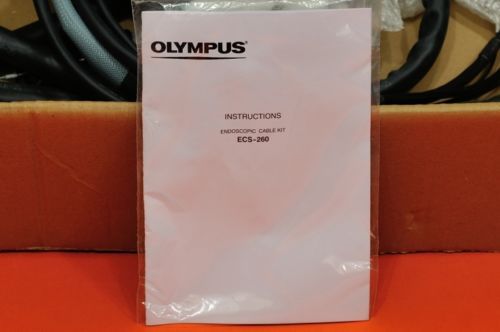 OLYMPUS®
INSTRUCTIONS
ENDOSCOPIC CABLE KIT
ECS-260